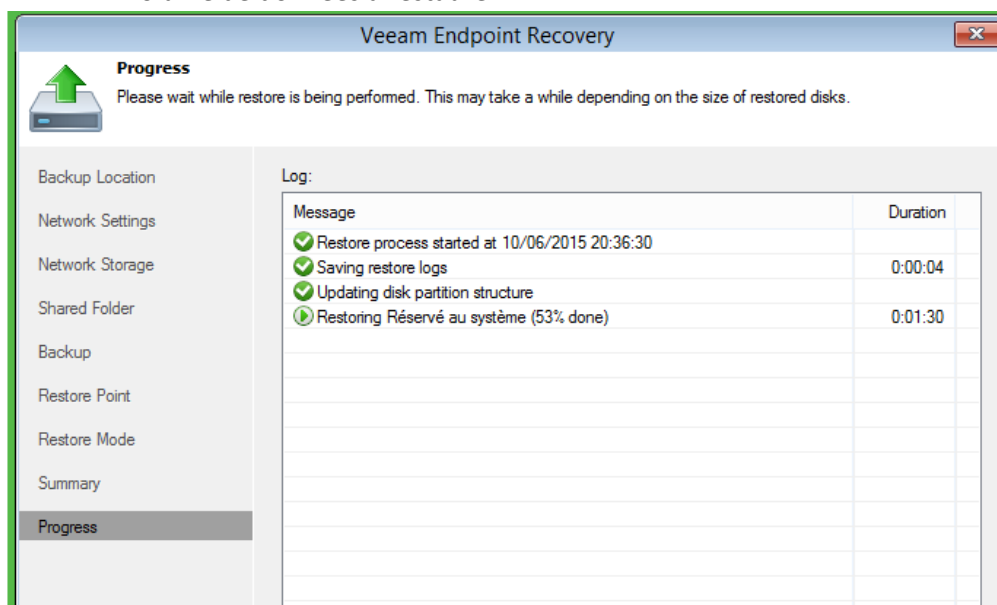 Veeam Endpoint Recovery
Progress
Please wait while restore is being performed. This may take a while depending on the size of restored disks.
Backup Location
Network Settings
Network Storage
Shared Folder
Backup
Restore Point
Restore Mode
Summary
Progress
Log:
Message Duration
Restore process started at 10/06/2015 20:36:30
Saving restore logs 0:00:04
Updating disk partition structure
Restoring Réservé au système (53% done) 0:01:30